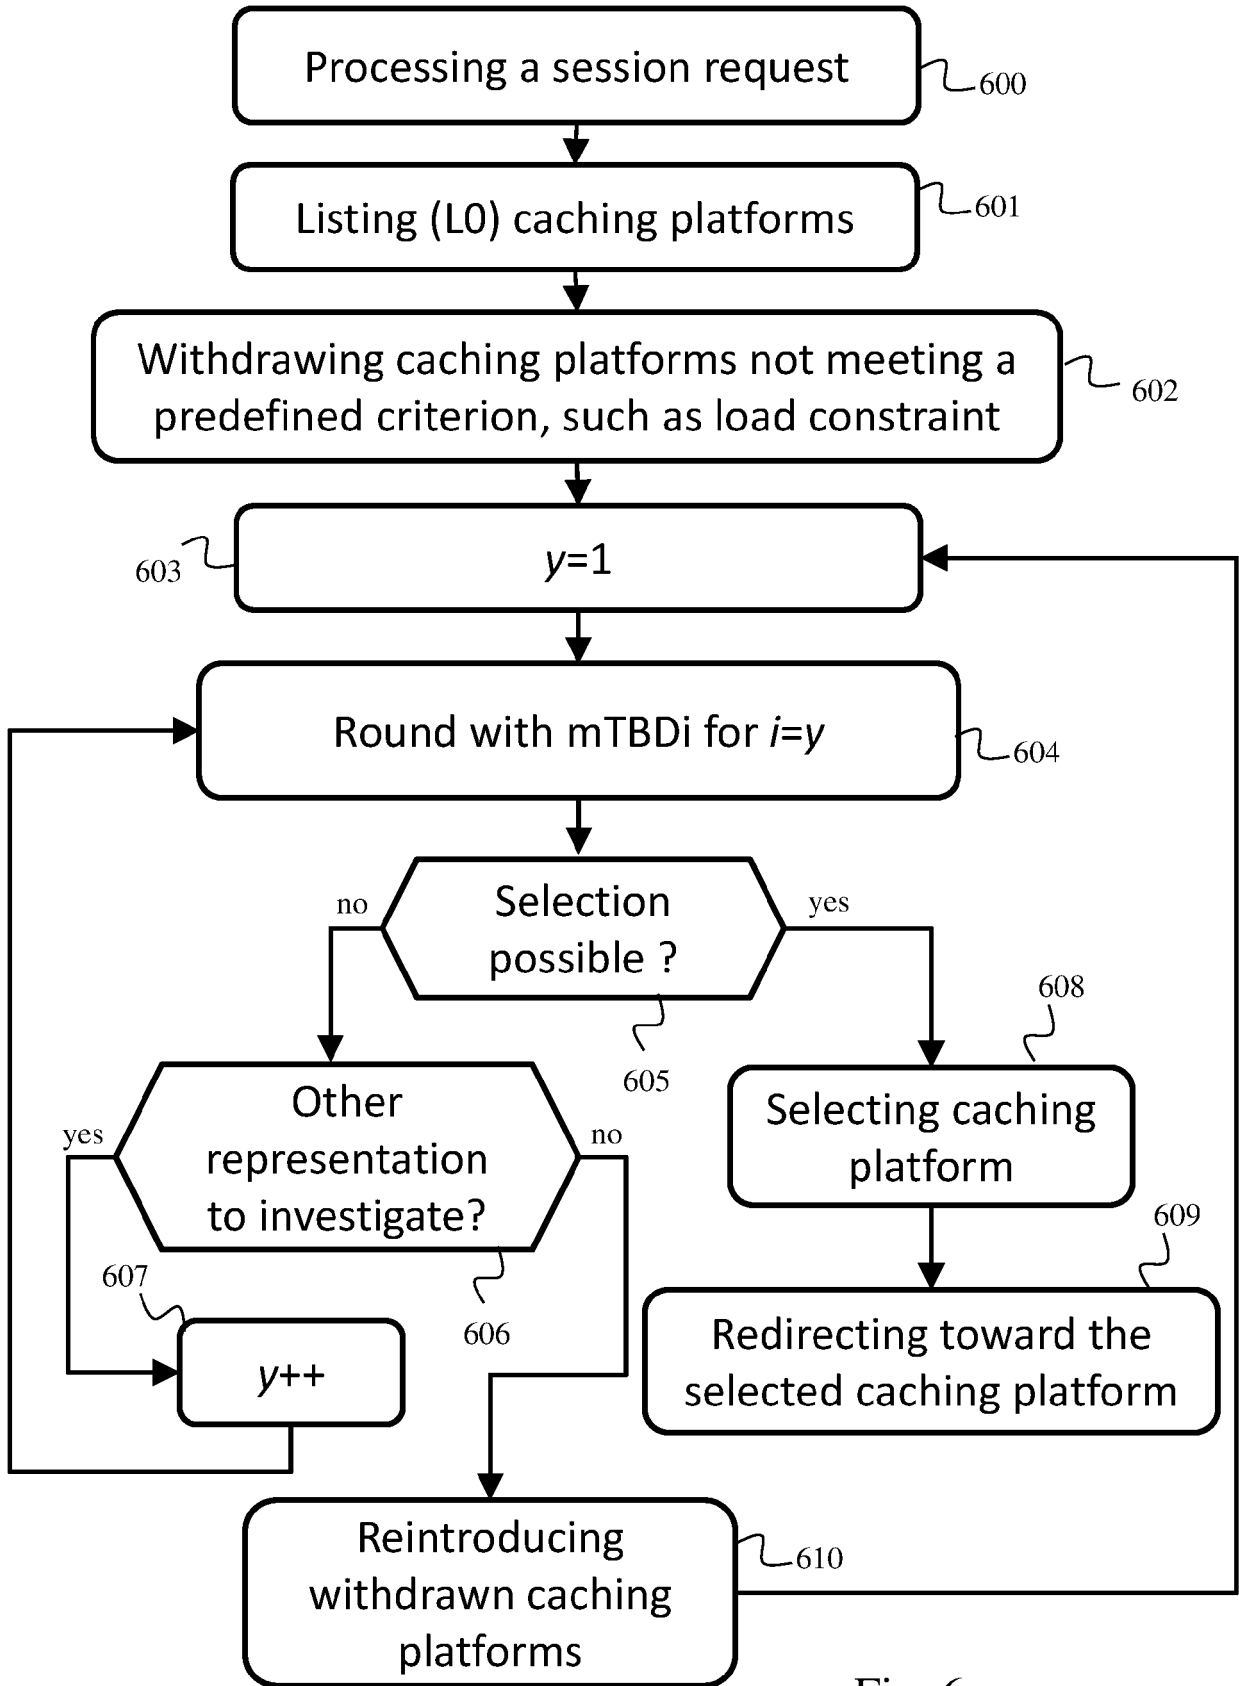 Processing a session request
600
Listing (L0) caching platforms
601
Withdrawing caching platforms not meeting a
predefined criterion, such as load constraint
602
603
y=1
Round with mTBDi for i=y
604
no
Selection
possible ?
yes
605
608
Other
representation
to investigate?
yes
no
606
Selecting caching
platform
609
607
y++
Redirecting toward the
selected caching platform
Reintroducing
withdrawn caching
platforms
610